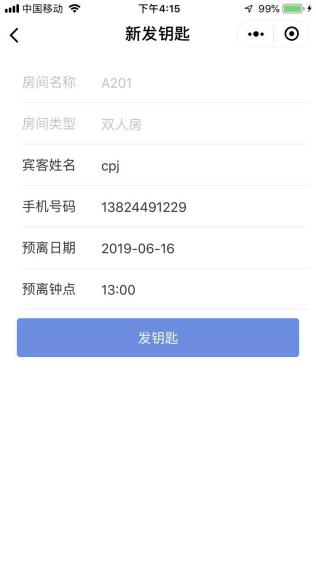 中国移动 下午4:15 99%
新发钥匙
房间名称 A201
房间类型 双人房
宾客姓名 cpj
手机号码 13824491229
预离日期 2019-06-16
预离钟点 13:00
发钥匙